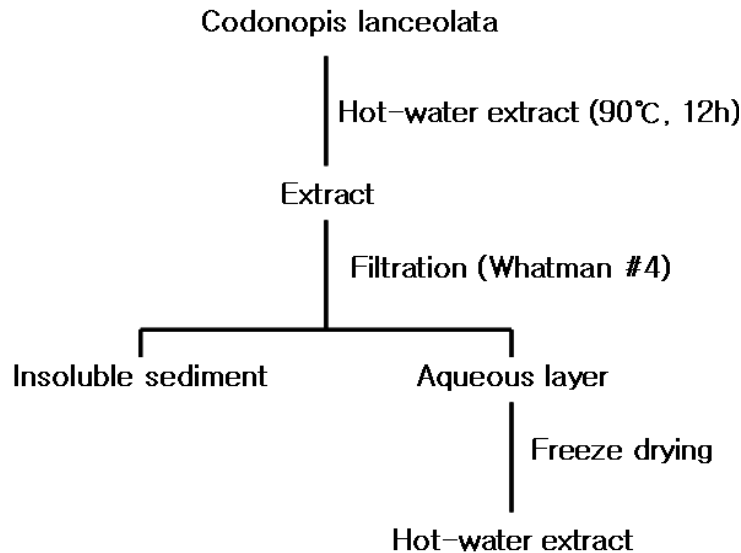 Codonopis lanceolata
Hot-water extract (90℃, 12h)
Extract
Filtration (Whatman #4)
Insoluble sediment
Aqueous layer
Freeze drying
Hot-water extract